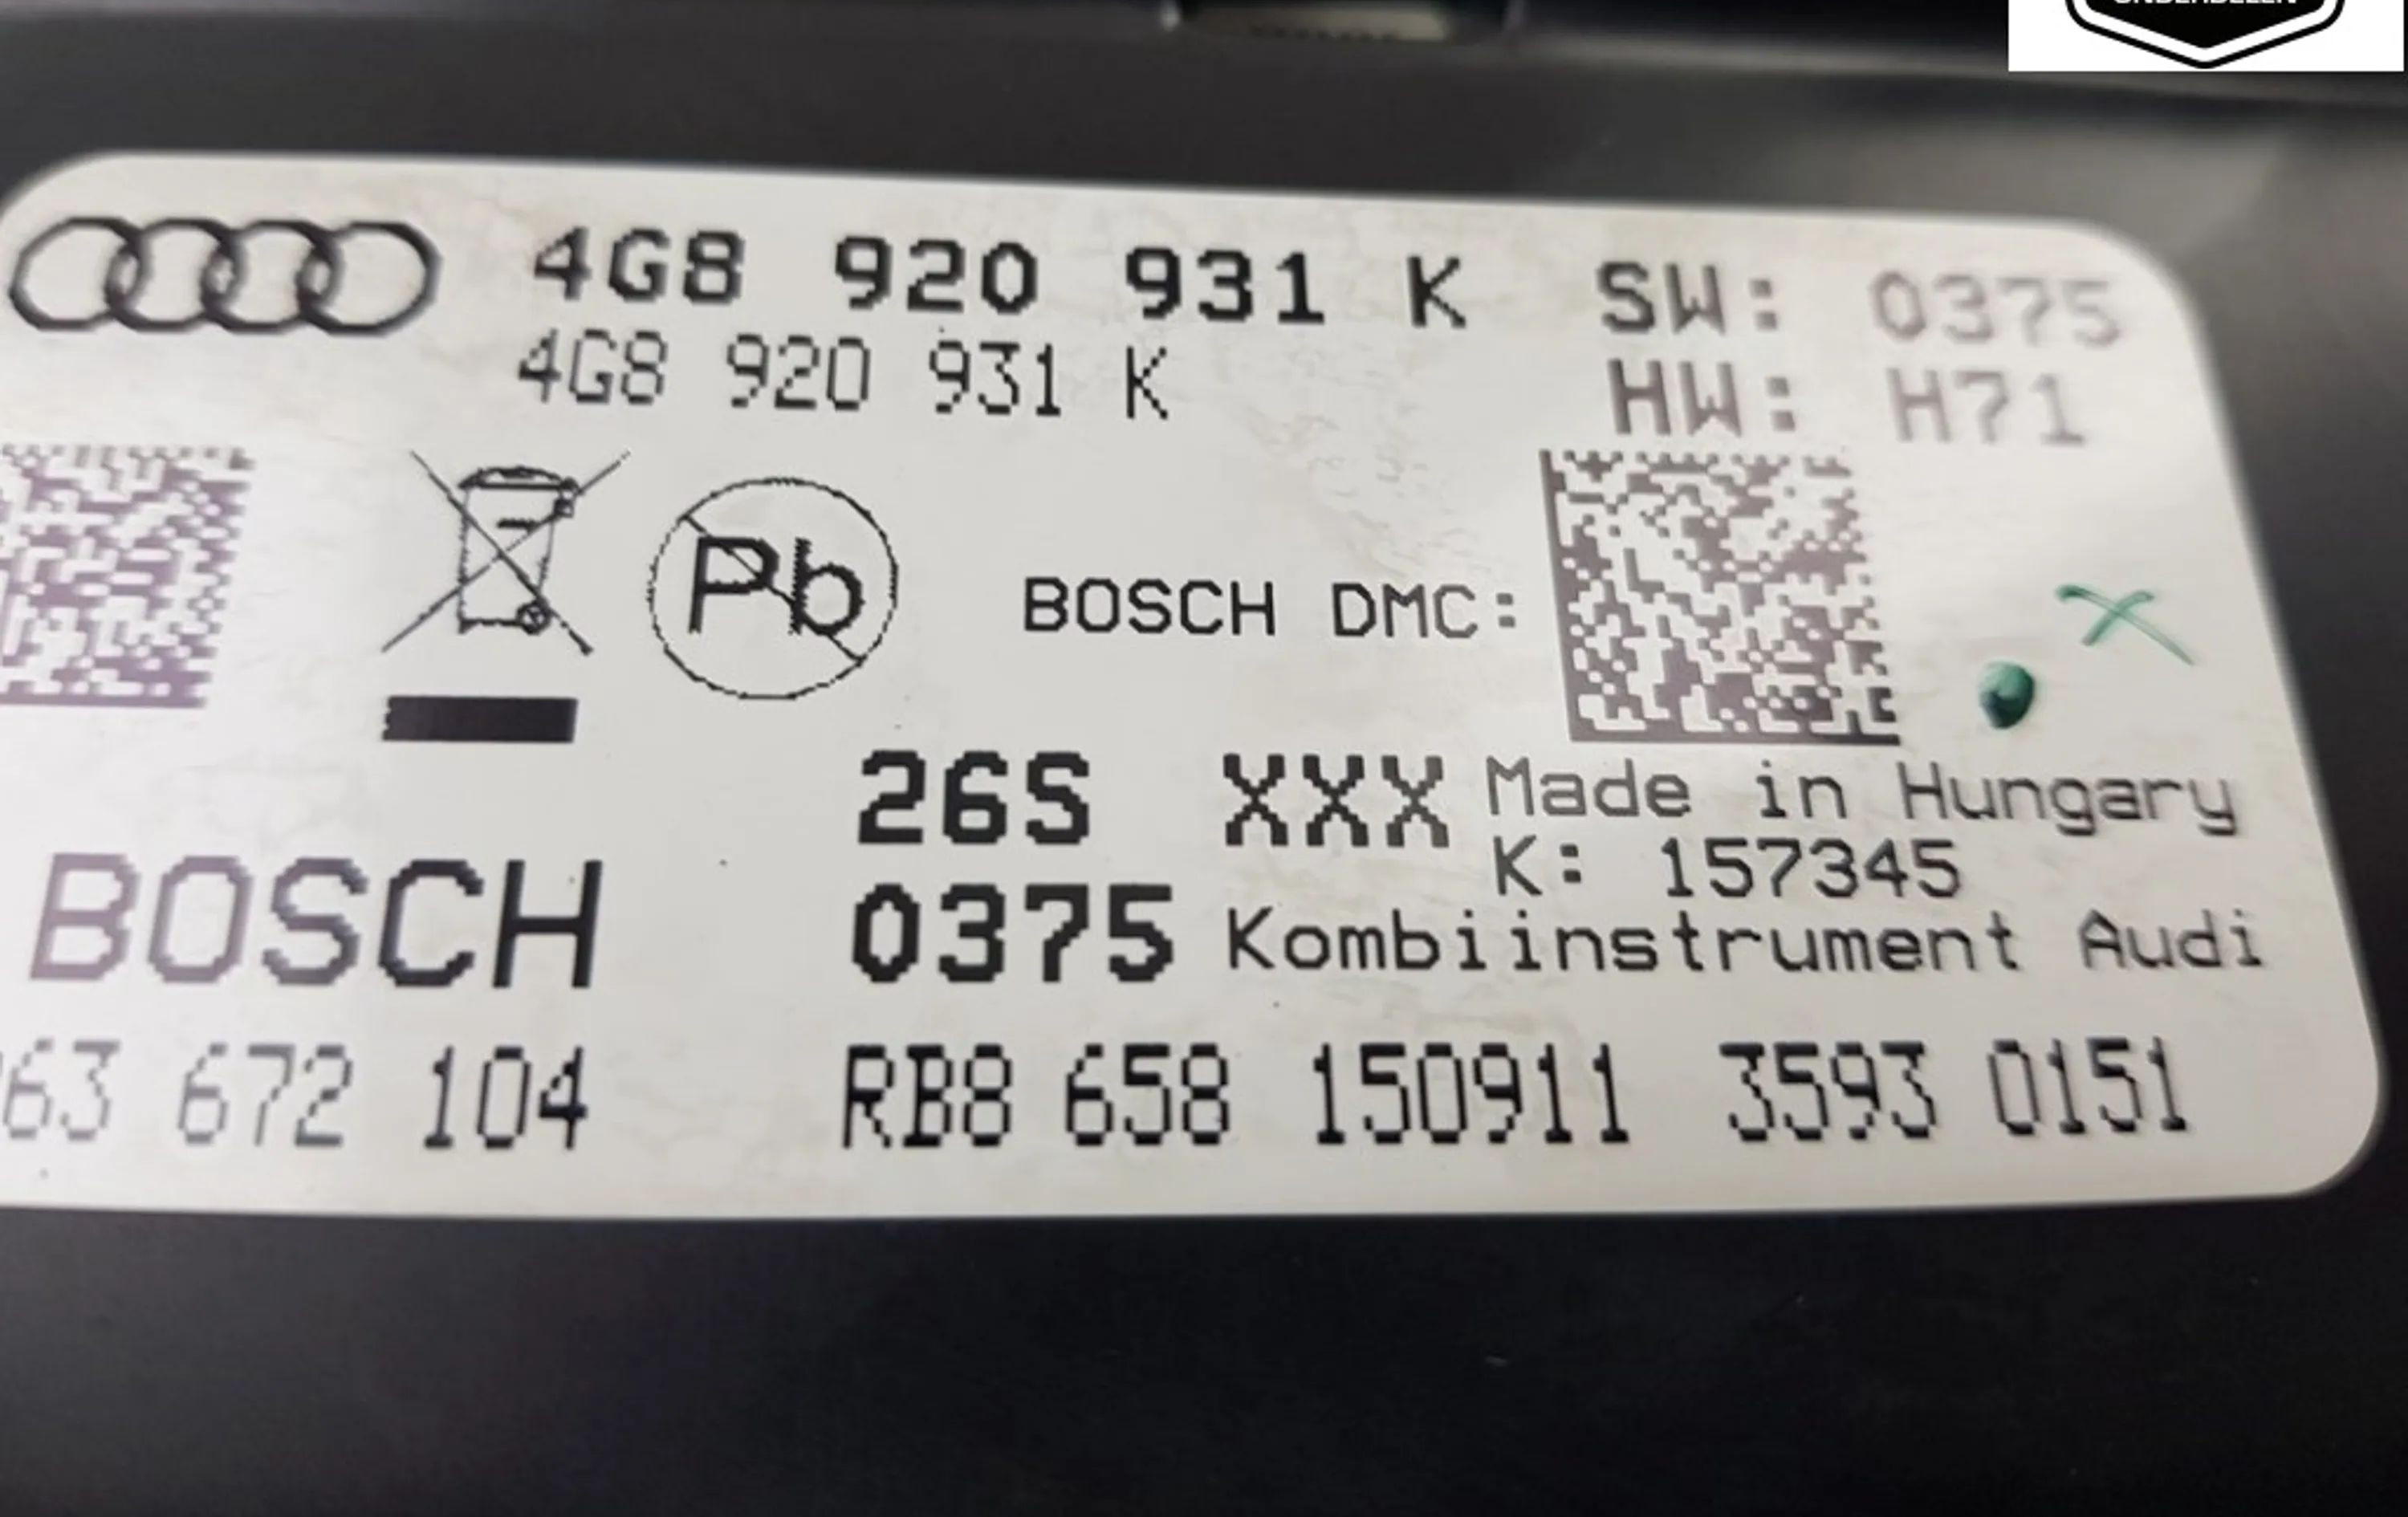 ONDERDELEN
4G8 920 931 K SW: 0375
4G8 920 931 K HW: H71
Pb
BOSCH DMC:
26S XXX Made in Hungary
K: 157345
BOSCH 0375 Kombiinstrument Audi
63 672 104 RB8 658 150911 3593 0151